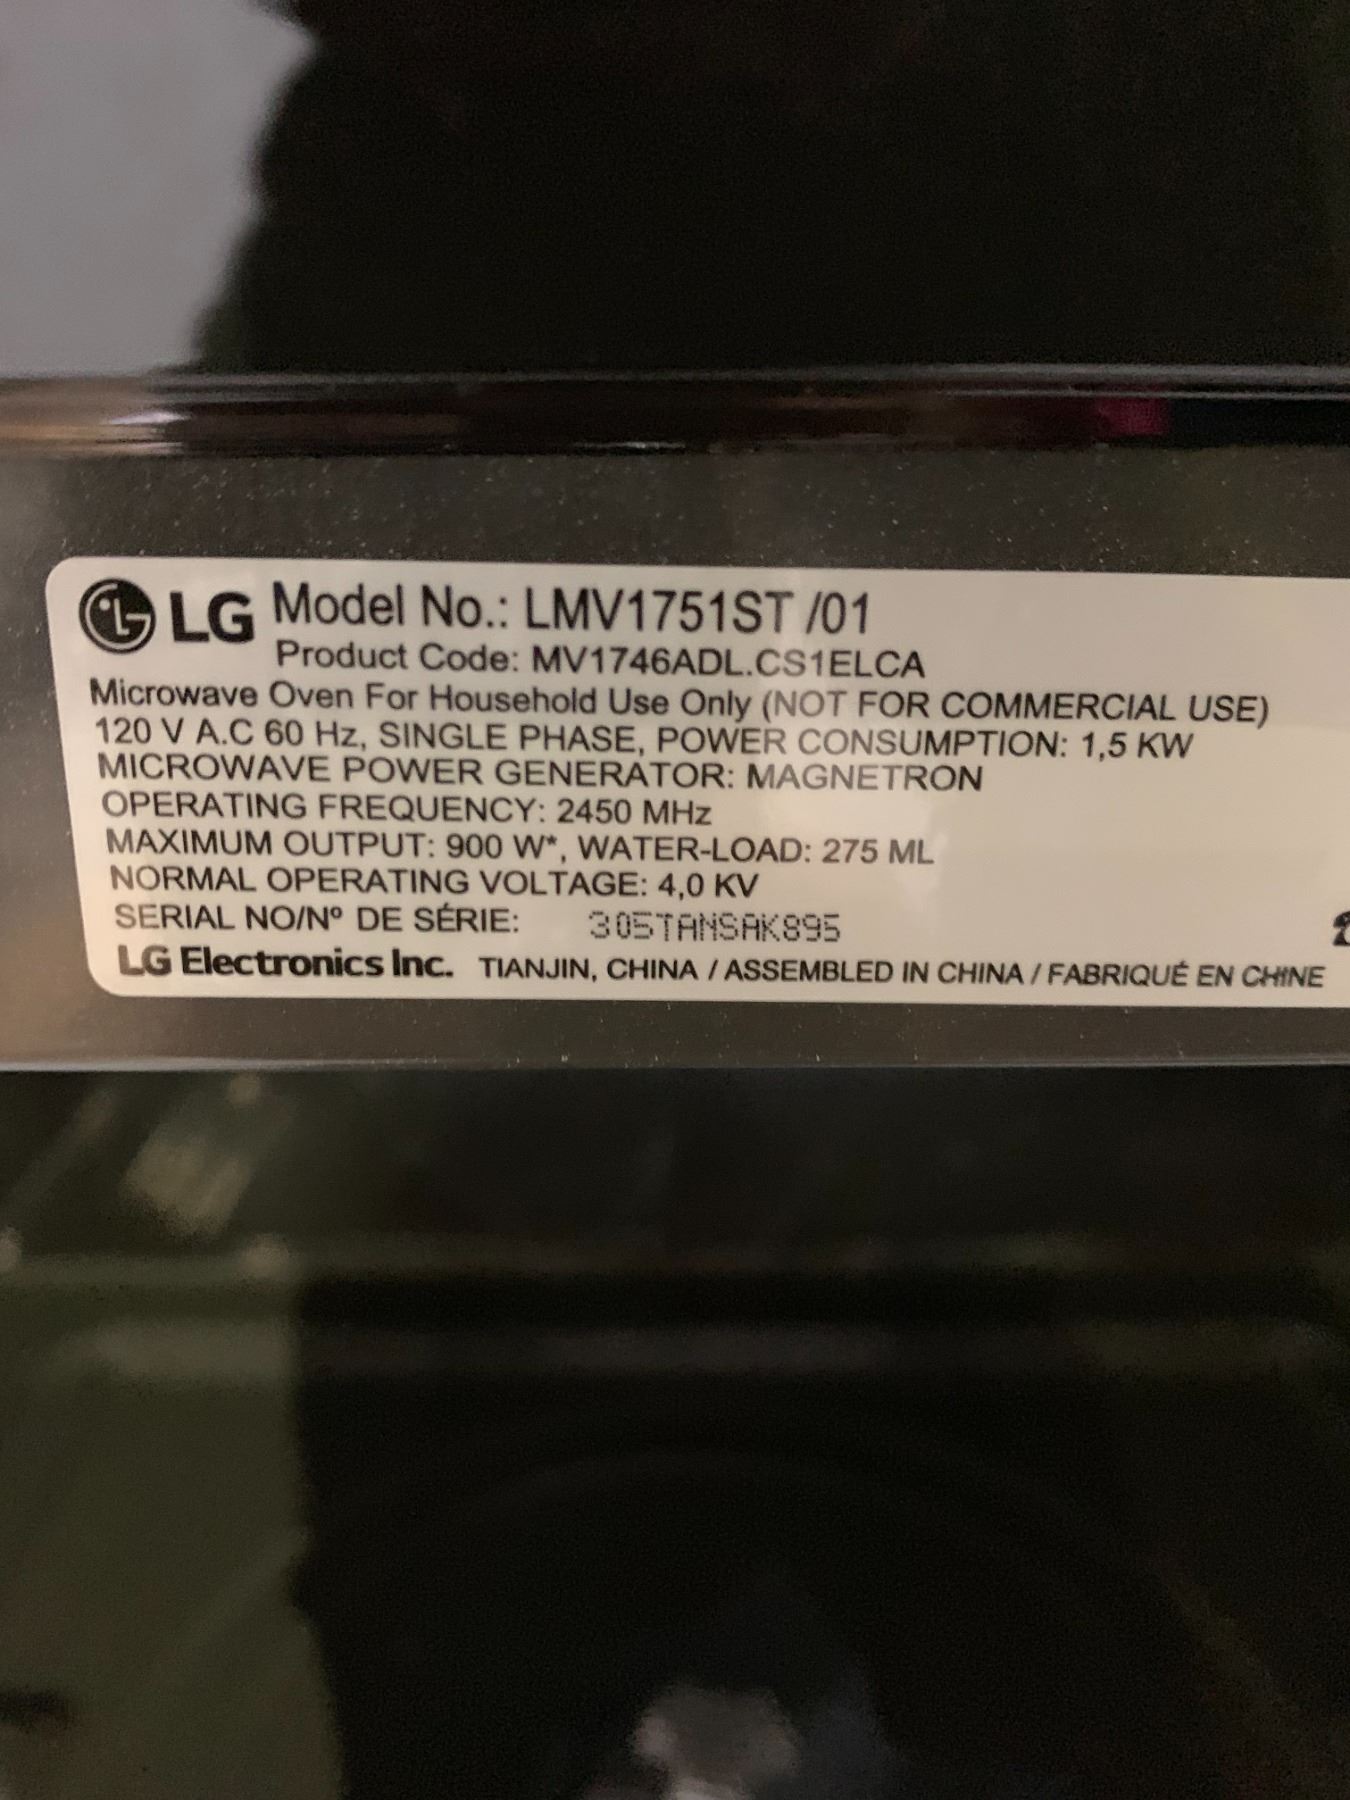 LG Model No.: LMV1751ST /01
Product Code: MV1746ADL.CS1ELCA
Microwave Oven For Household Use Only (NOT FOR COMMERCIAL USE)
120 V A.C 60 Hz, SINGLE PHASE, POWER CONSUMPTION: 1,5 KW
MICROWAVE POWER GENERATOR: MAGNETRON
OPERATING FREQUENCY: 2450 MHz
MAXIMUM OUTPUT: 900 W*, WATER-LOAD: 275 ML
NORMAL OPERATING VOLTAGE: 4,0 KV
SERIAL NO/Nº DE SÉRIE: 305TANSAK895
LG Electronics Inc. TIANJIN, CHINA / ASSEMBLED IN CHINA / FABRIQUÉ EN CHINE